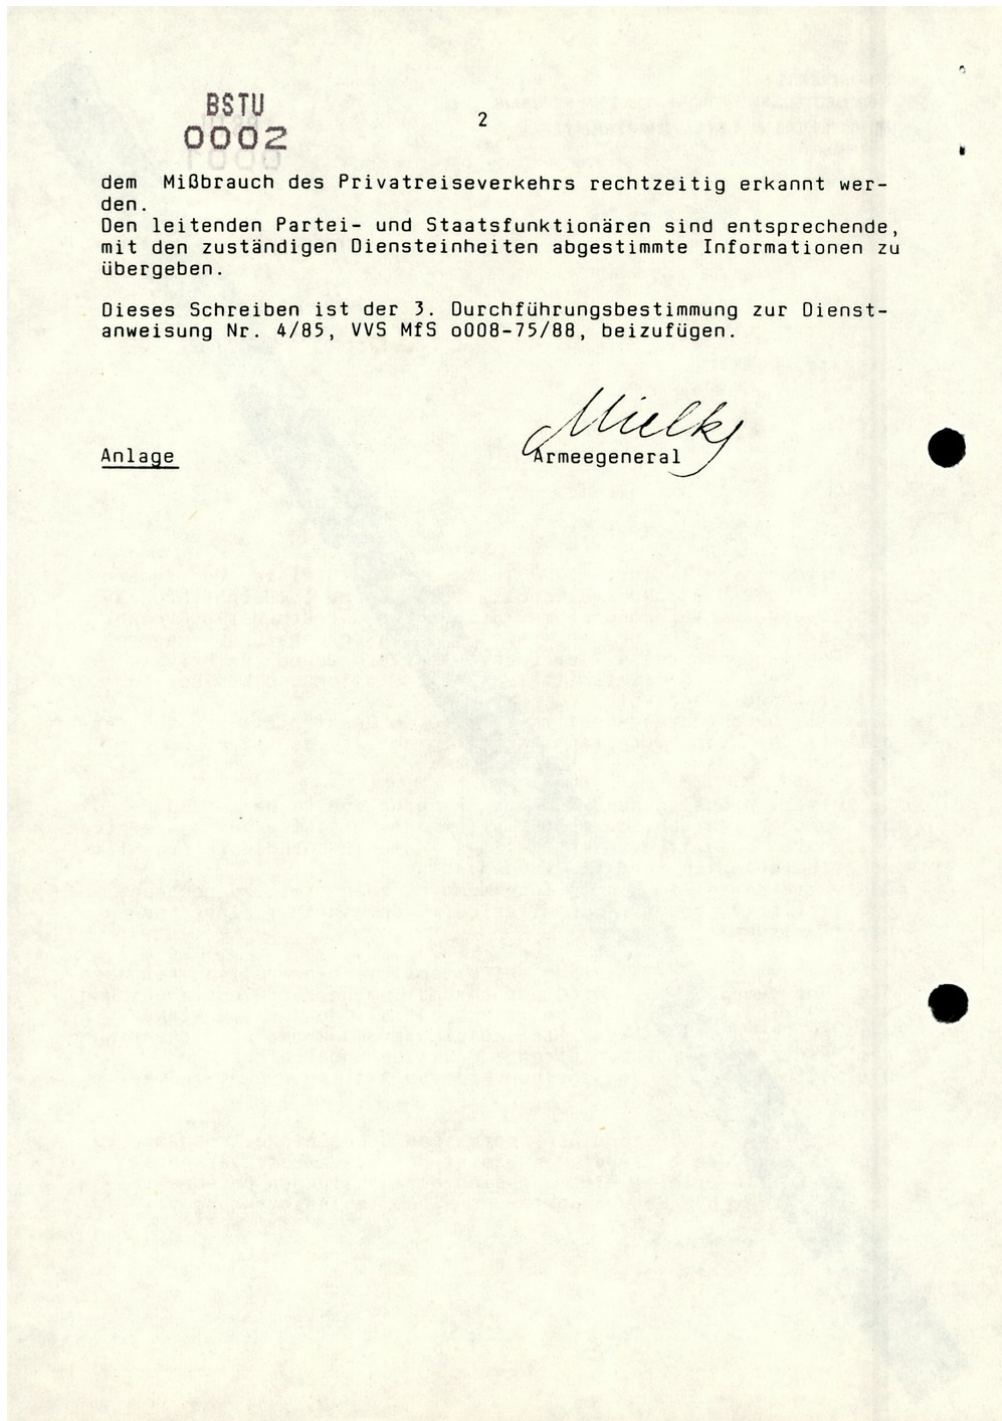 BSTU
0002
2
dem Mißbrauch des Privatreiseverkehrs rechtzeitig erkannt wer-
den.
Den leitenden Partei- und Staatsfunktionären sind entsprechende,
mit den zuständigen Diensteinheiten abgestimmte Informationen zu
übergeben.
Dieses Schreiben ist der 3. Durchführungsbestimmung zur Dienst-
anweisung Nr. 4/85, VVS MfS o008-75/88, beizufügen.
Mielke
Anlage
Armeegeneral